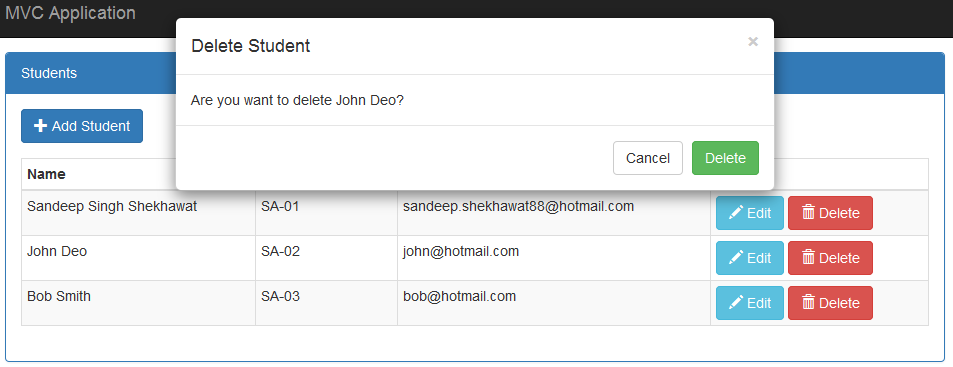 MVC Application
Delete Student ×
Are you want to delete John Deo?
Cancel Delete
Students
Add Student
Name
Sandeep Singh Shekhawat SA-01 sandeep.shekhawat88@hotmail.com Edit Delete
John Deo SA-02 john@hotmail.com Edit Delete
Bob Smith SA-03 bob@hotmail.com Edit Delete